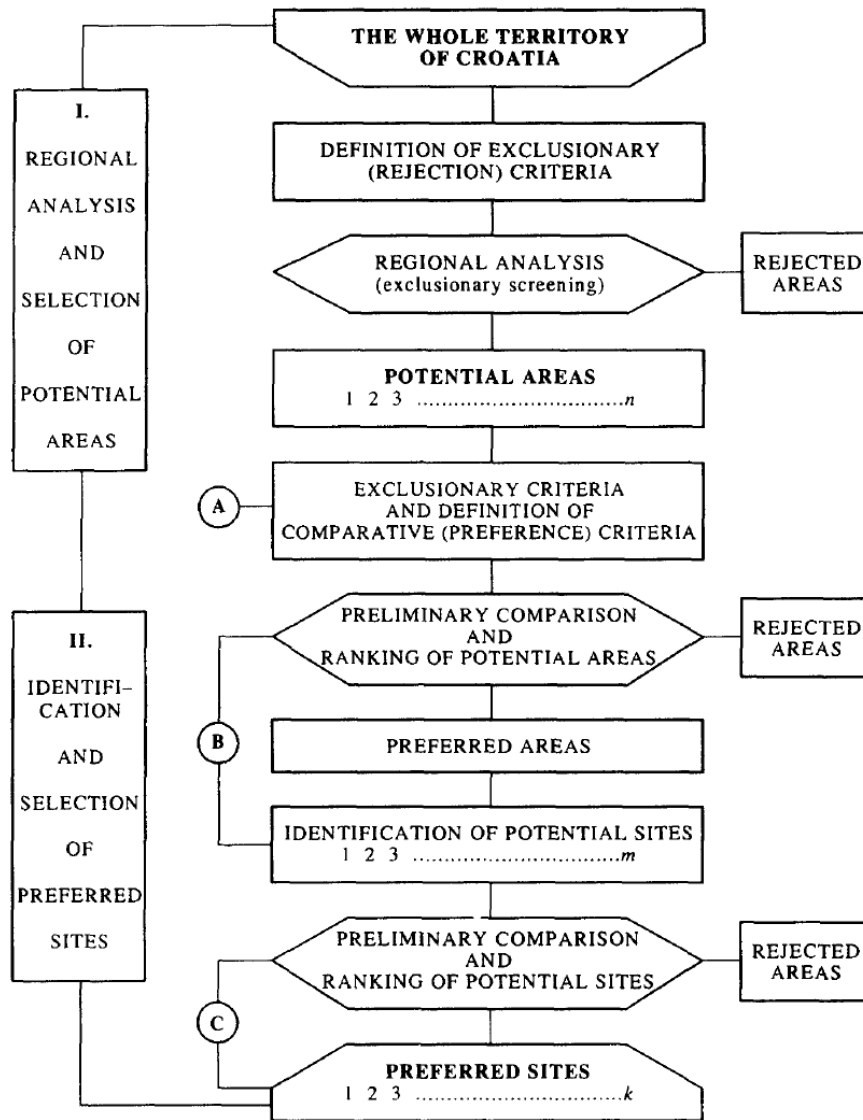 THE WHOLE TERRITORY
OF CROATIA
I.
REGIONAL
ANALYSIS
AND
SELECTION
OF
POTENTIAL
AREAS
DEFINITION OF EXCLUSIONARY
(REJECTION) CRITERIA
REGIONAL ANALYSIS
(exclusionary screening)
REJECTED
AREAS
POTENTIAL AREAS
1 2 3 ..................................n
A
EXCLUSIONARY CRITERIA
AND DEFINITION OF
COMPARATIVE (PREFERENCE) CRITERIA
II.
IDENTIFI–
CATION
AND
SELECTION
OF
PREFERRED
SITES
PRELIMINARY COMPARISON
AND
RANKING OF POTENTIAL AREAS
REJECTED
AREAS
B
PREFERRED AREAS
IDENTIFICATION OF POTENTIAL SITES
1 2 3 ..................................m
PRELIMINARY COMPARISON
AND
RANKING OF POTENTIAL SITES
REJECTED
AREAS
C
PREFERRED SITES
1 2 3 ..................................k